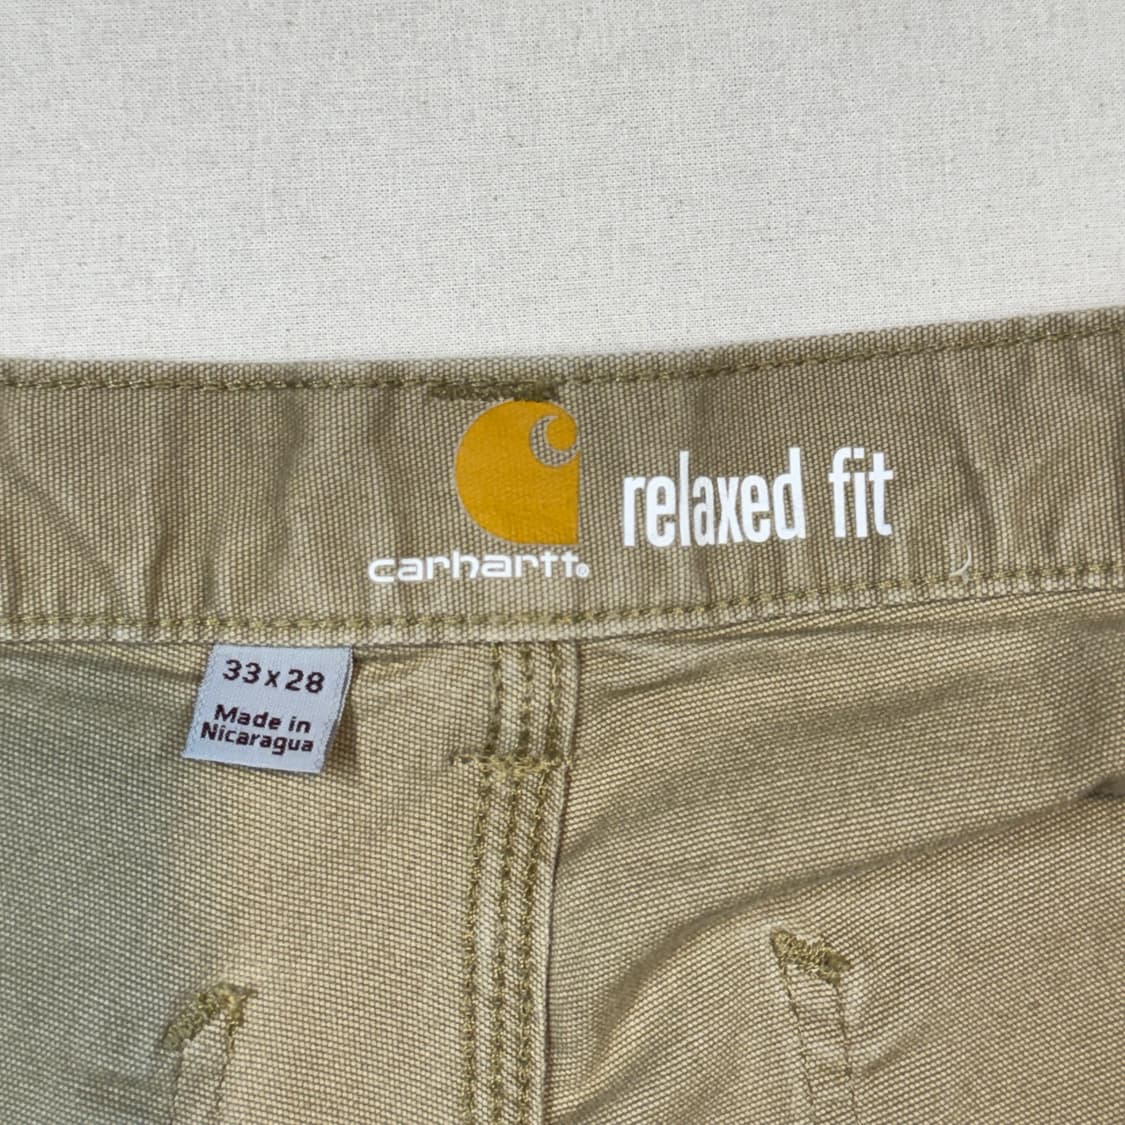 carhartt®
relaxed fit
33x28
Made in
Nicaragua